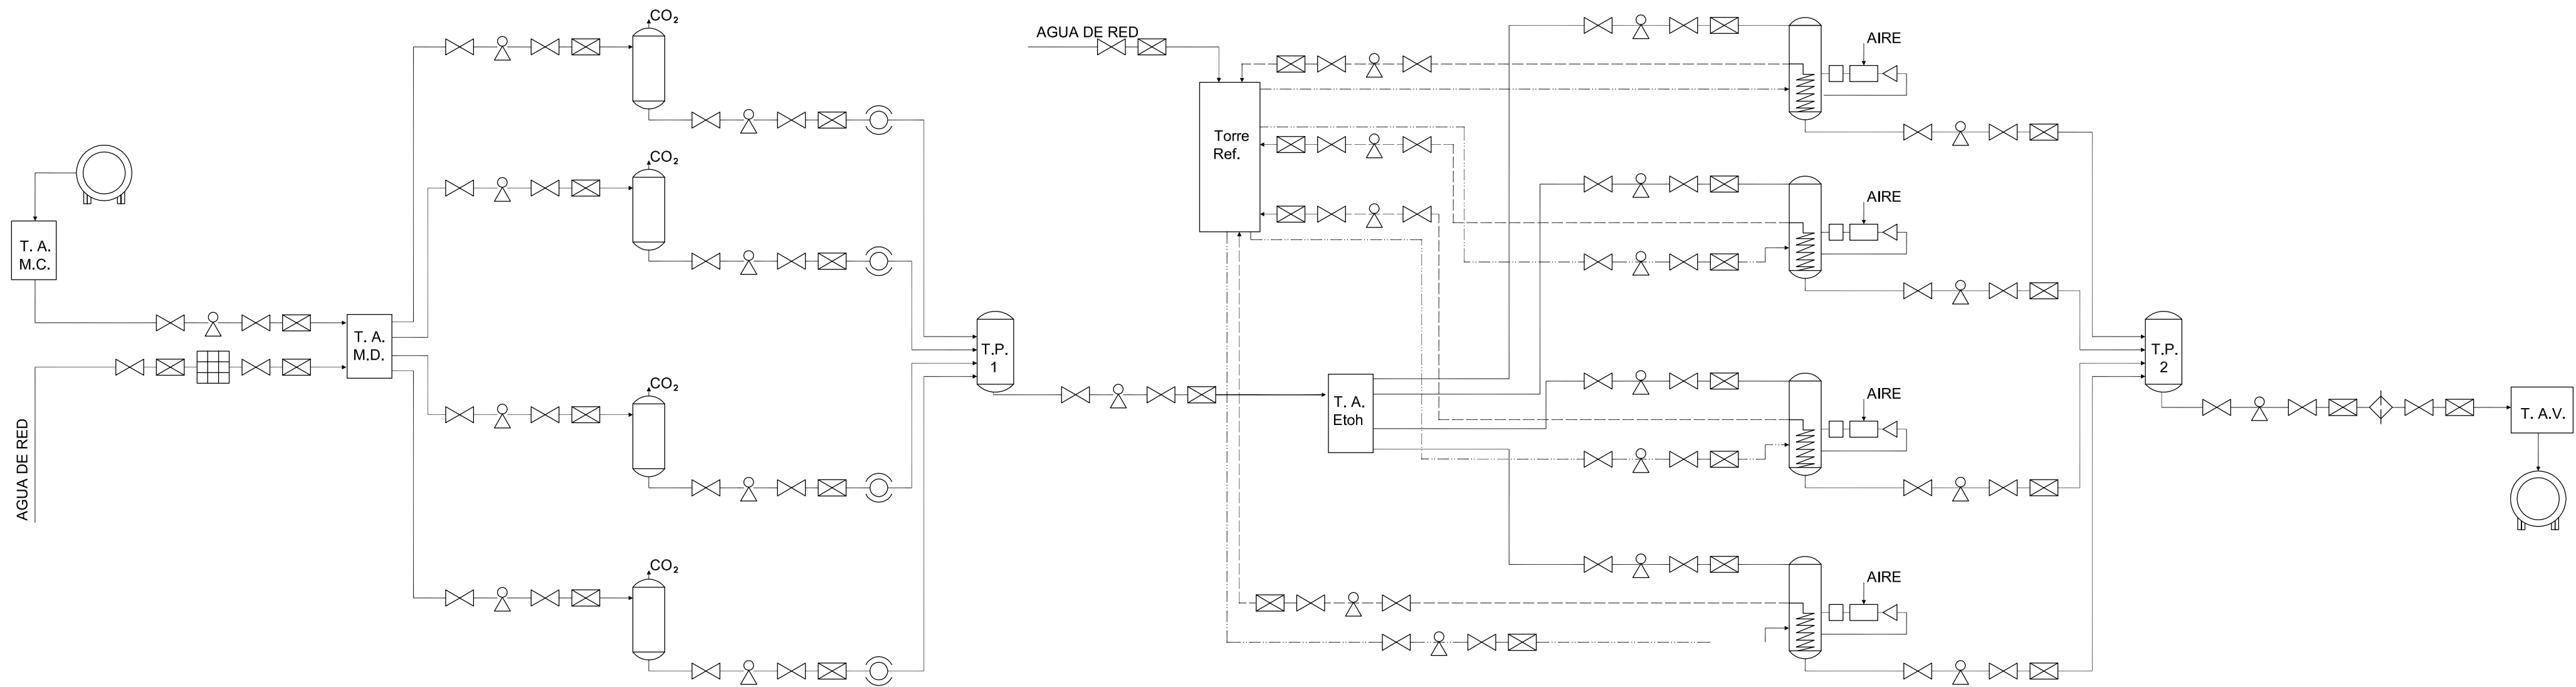 CO₂
AGUA DE RED
AIRE
Torre
Ref.
CO₂
AIRE
T. A.
M.C.
T. A.
M.D.
T.P.
1
T.P.
2
CO₂
AIRE
T. A.
Etoh
T. A.V.
AGUA DE RED
CO₂
AIRE